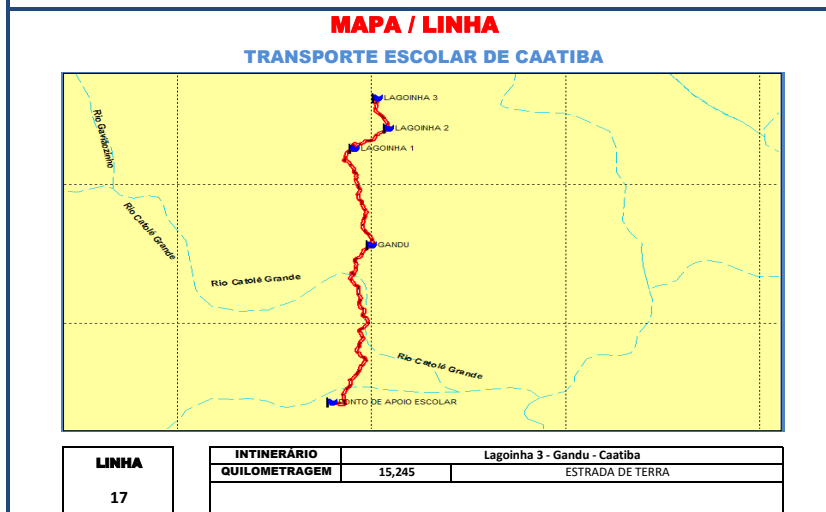 MAPA / LINHA
TRANSPORTE ESCOLAR DE CAATIBA
LAGOINHA 3
Rio Gaviãozinho
LAGOINHA 2
LAGOINHA 1
Rio Catolé Grande
GANDU
Rio Catolé Grande
Rio Catolé Grande
PONTO DE APOIO ESCOLAR
LINHA
17
INTINERÁRIO Lagoinha 3 - Gandu - Caatiba
QUILOMETRAGEM 15,245 ESTRADA DE TERRA